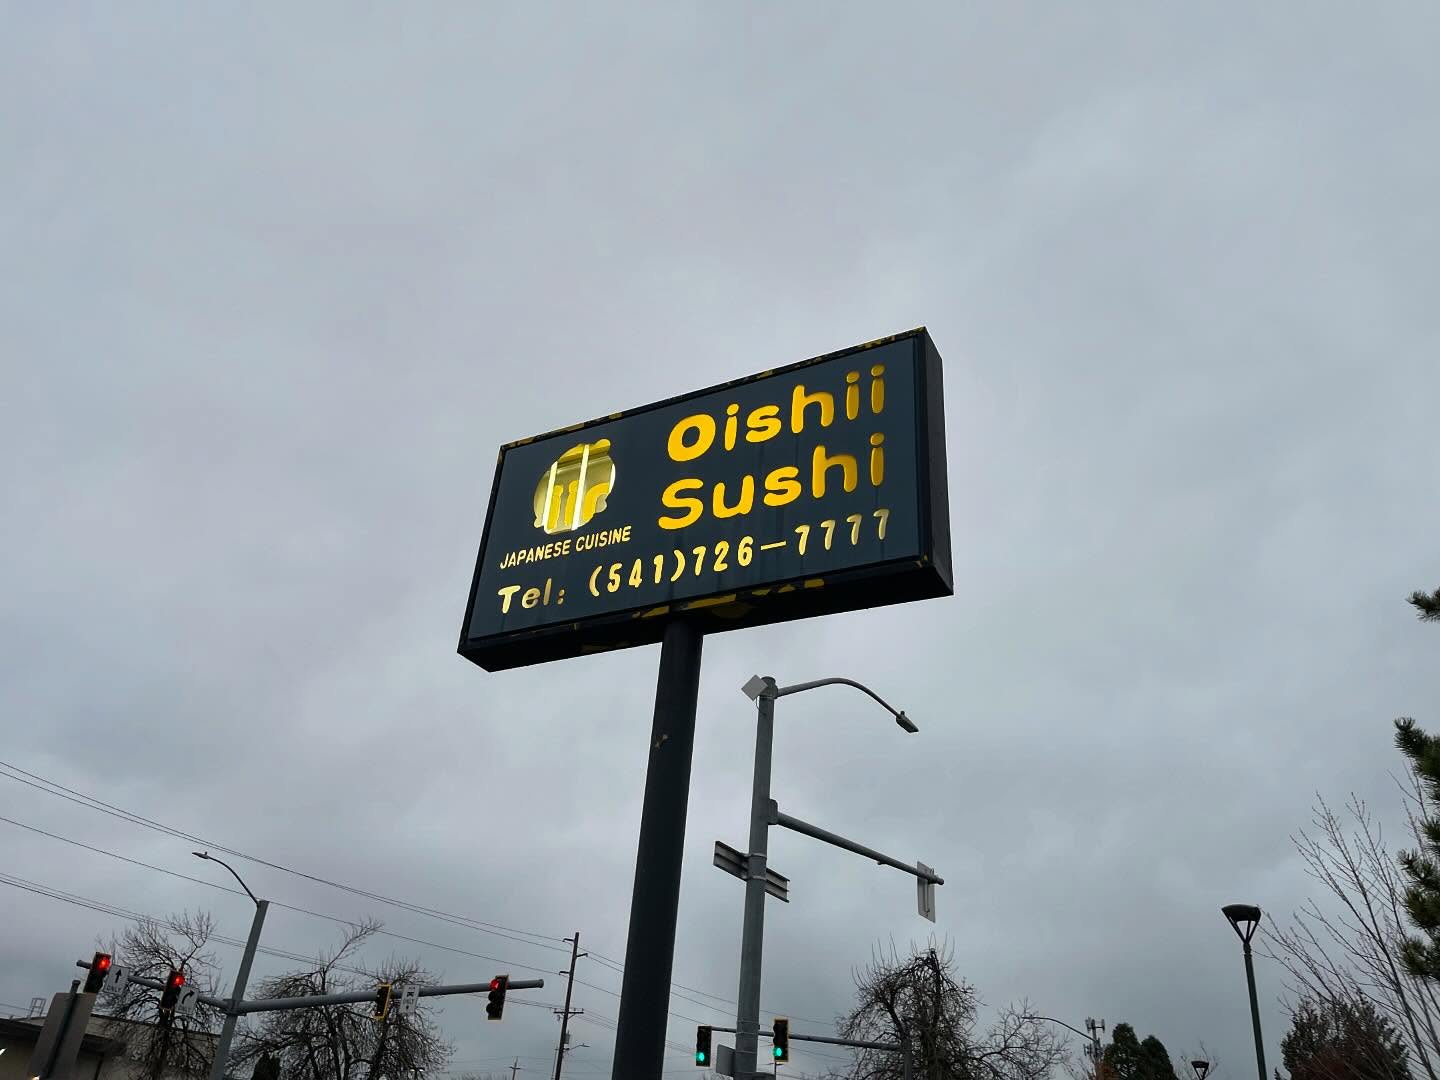 Oishii
Sushi
JAPANESE CUISINE
Tel: (541)726-7777